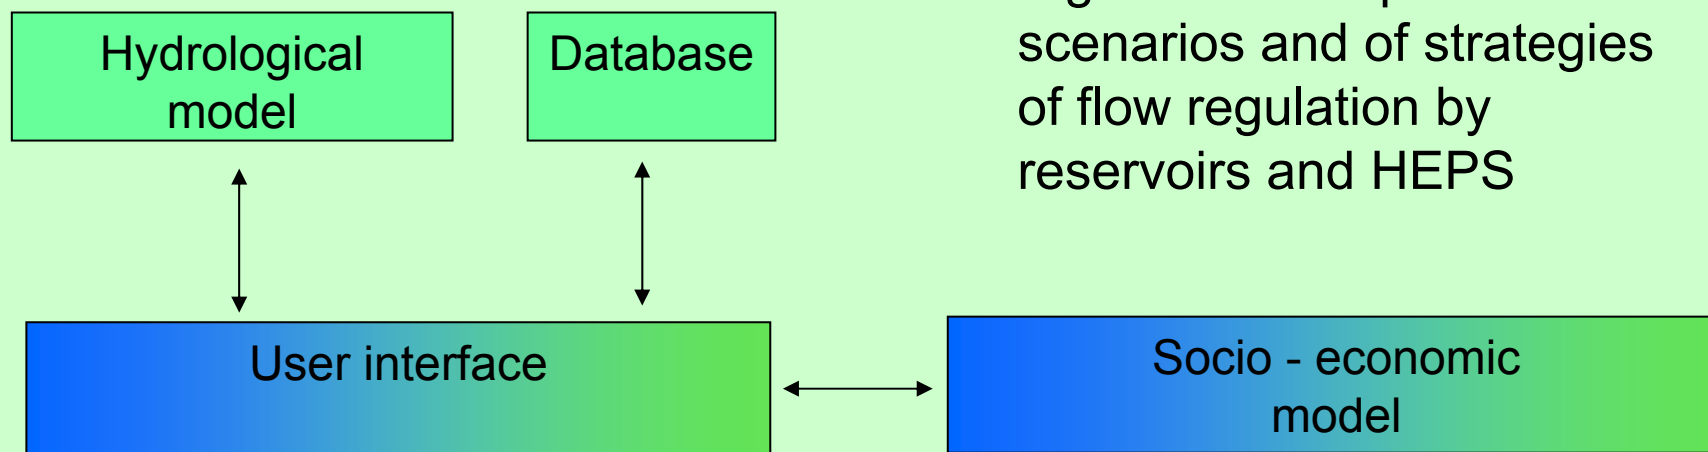 Hydrological
model
Database
scenarios and of strategies
of flow regulation by
reservoirs and HEPS
User interface
Socio - economic
model